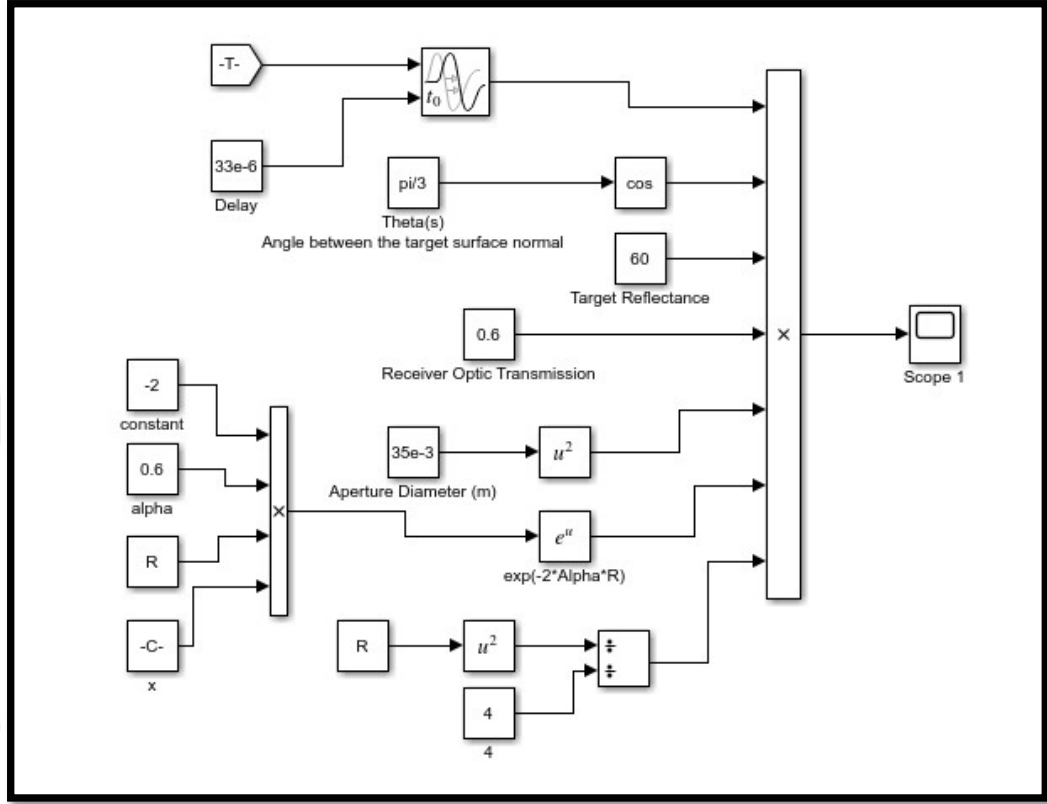 -T-
t0
33e-6
Delay
pi/3
cos
Theta(s)
Angle between the target surface normal
60
Target Reflectance
0.6
Receiver Optic Transmission
×
Scope 1
-2
constant
0.6
alpha
R
-C-
x
×
35e-3
u²
Aperture Diameter (m)
eᵘ
exp(-2*Alpha*R)
R
u²
÷
÷
4
4